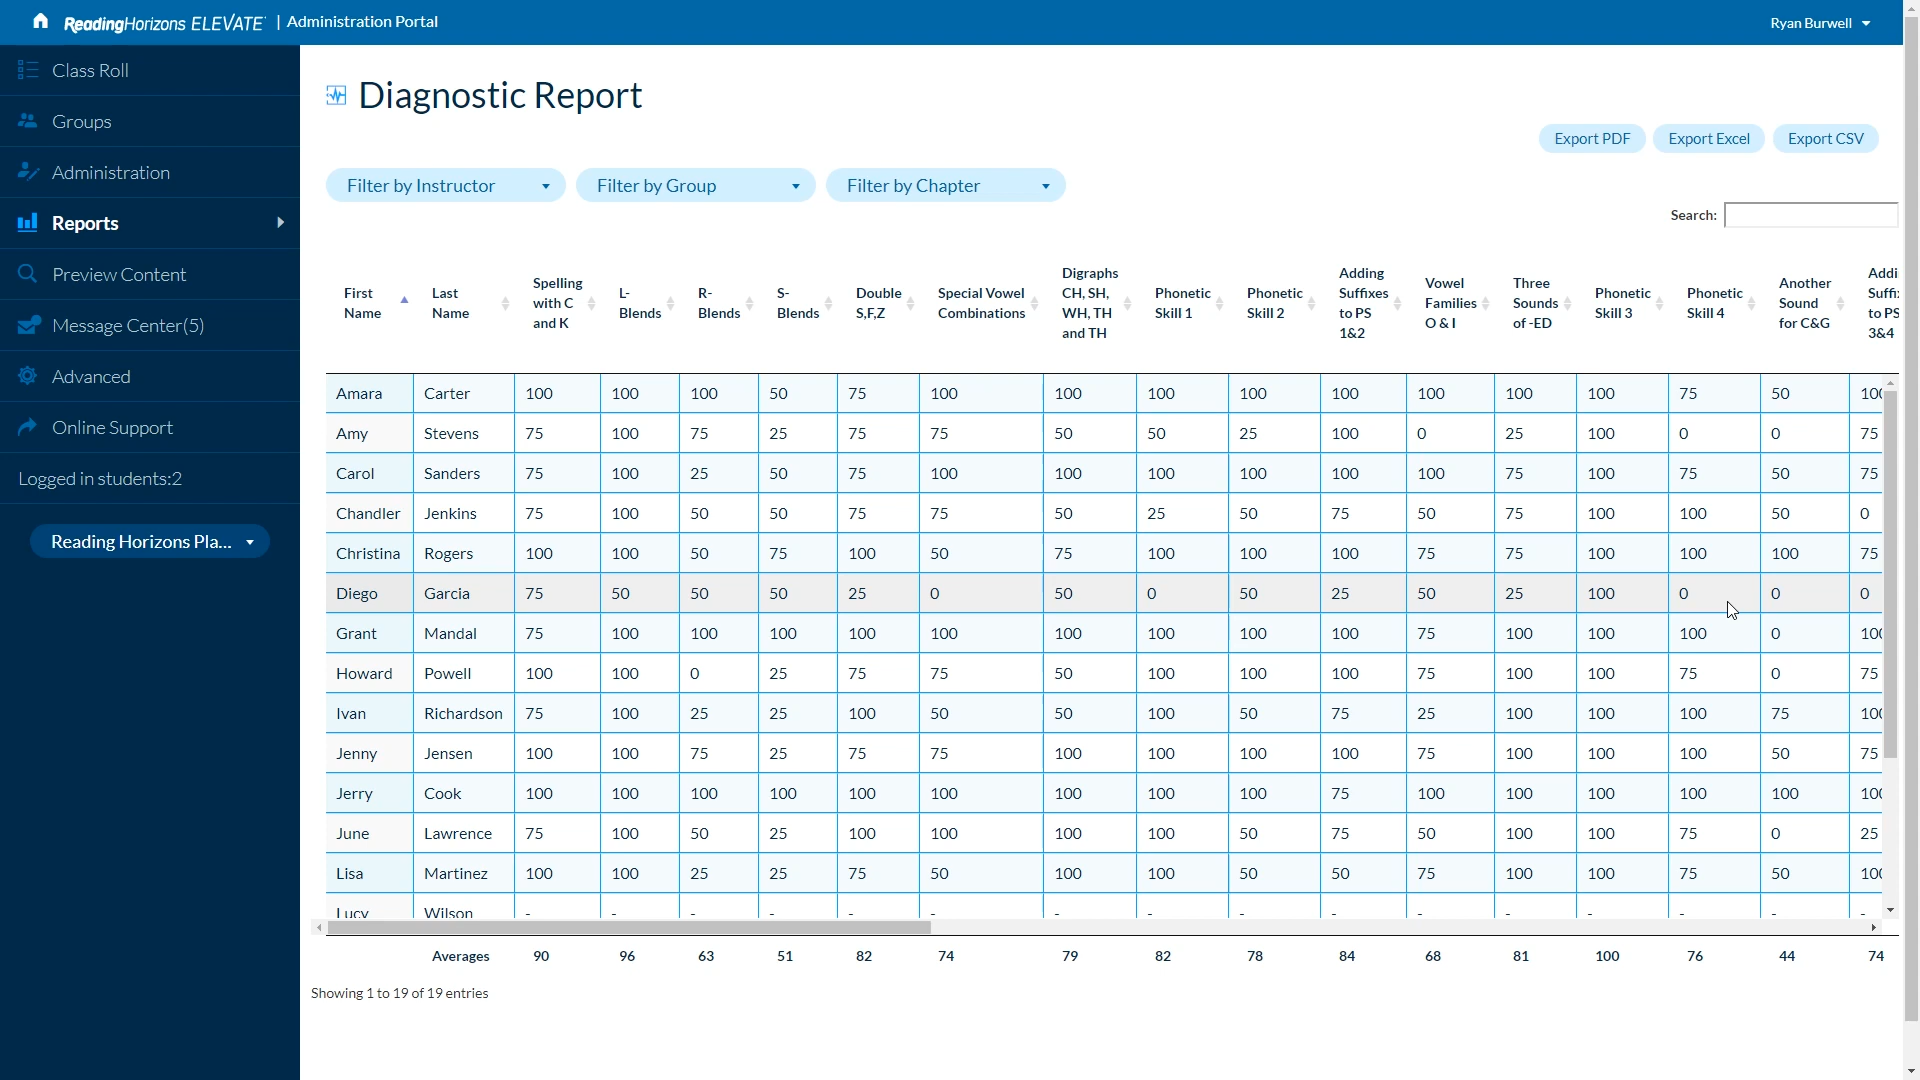 ReadingHorizons ELEVATE | Administration Portal
Ryan Burwell
Class Roll
Groups
Administration
Reports
Preview Content
Message Center(5)
Advanced
Online Support
Logged in students:2
Reading Horizons Pla...
Diagnostic Report
Export PDF Export Excel Export CSV
Filter by Instructor Filter by Group Filter by Chapter
Search:
First Name
Last Name
Spelling with C and K
L-Blends
R-Blends
S-Blends
Double S,F,Z
Special Vowel Combinations
Digraphs CH, SH, WH, TH and TH
Phonetic Skill 1
Phonetic Skill 2
Adding Suffixes to PS 1&2
Vowel Families O & I
Three Sounds of -ED
Phonetic Skill 3
Phonetic Skill 4
Another Sound for C&G
Addi Suffi to PS 3&4
Amara Carter 100 100 100 50 75 100 100 100 100 100 100 100 100 75 50 100
Amy Stevens 75 100 75 25 75 75 50 50 25 100 0 25 100 0 0 75
Carol Sanders 75 100 25 50 75 100 100 100 100 100 100 75 100 75 50 75
Chandler Jenkins 75 100 50 50 75 75 50 25 50 75 50 75 100 100 50 0
Christina Rogers 100 100 50 75 100 50 75 100 100 100 75 75 100 100 100 75
Diego Garcia 75 50 50 50 25 0 50 0 50 25 50 25 100 0 0 0
Grant Mandal 75 100 100 100 100 100 100 100 100 100 75 100 100 100 0 100
Howard Powell 100 100 0 25 75 75 50 100 100 100 75 100 100 75 0 75
Ivan Richardson 75 100 25 25 100 50 50 100 50 75 25 100 100 100 75 100
Jenny Jensen 100 100 75 25 75 75 100 100 100 100 75 100 100 100 50 75
Jerry Cook 100 100 100 100 100 100 100 100 100 75 100 100 100 100 100 100
June Lawrence 75 100 50 25 100 100 100 100 50 75 50 100 100 75 0 25
Lisa Martinez 100 100 25 25 75 50 100 100 50 50 75 100 100 75 50 100
Lucy Wilson - - - - - - - - - - - - - - - -
Averages 90 96 63 51 82 74 79 82 78 84 68 81 100 76 44 74
Showing 1 to 19 of 19 entries